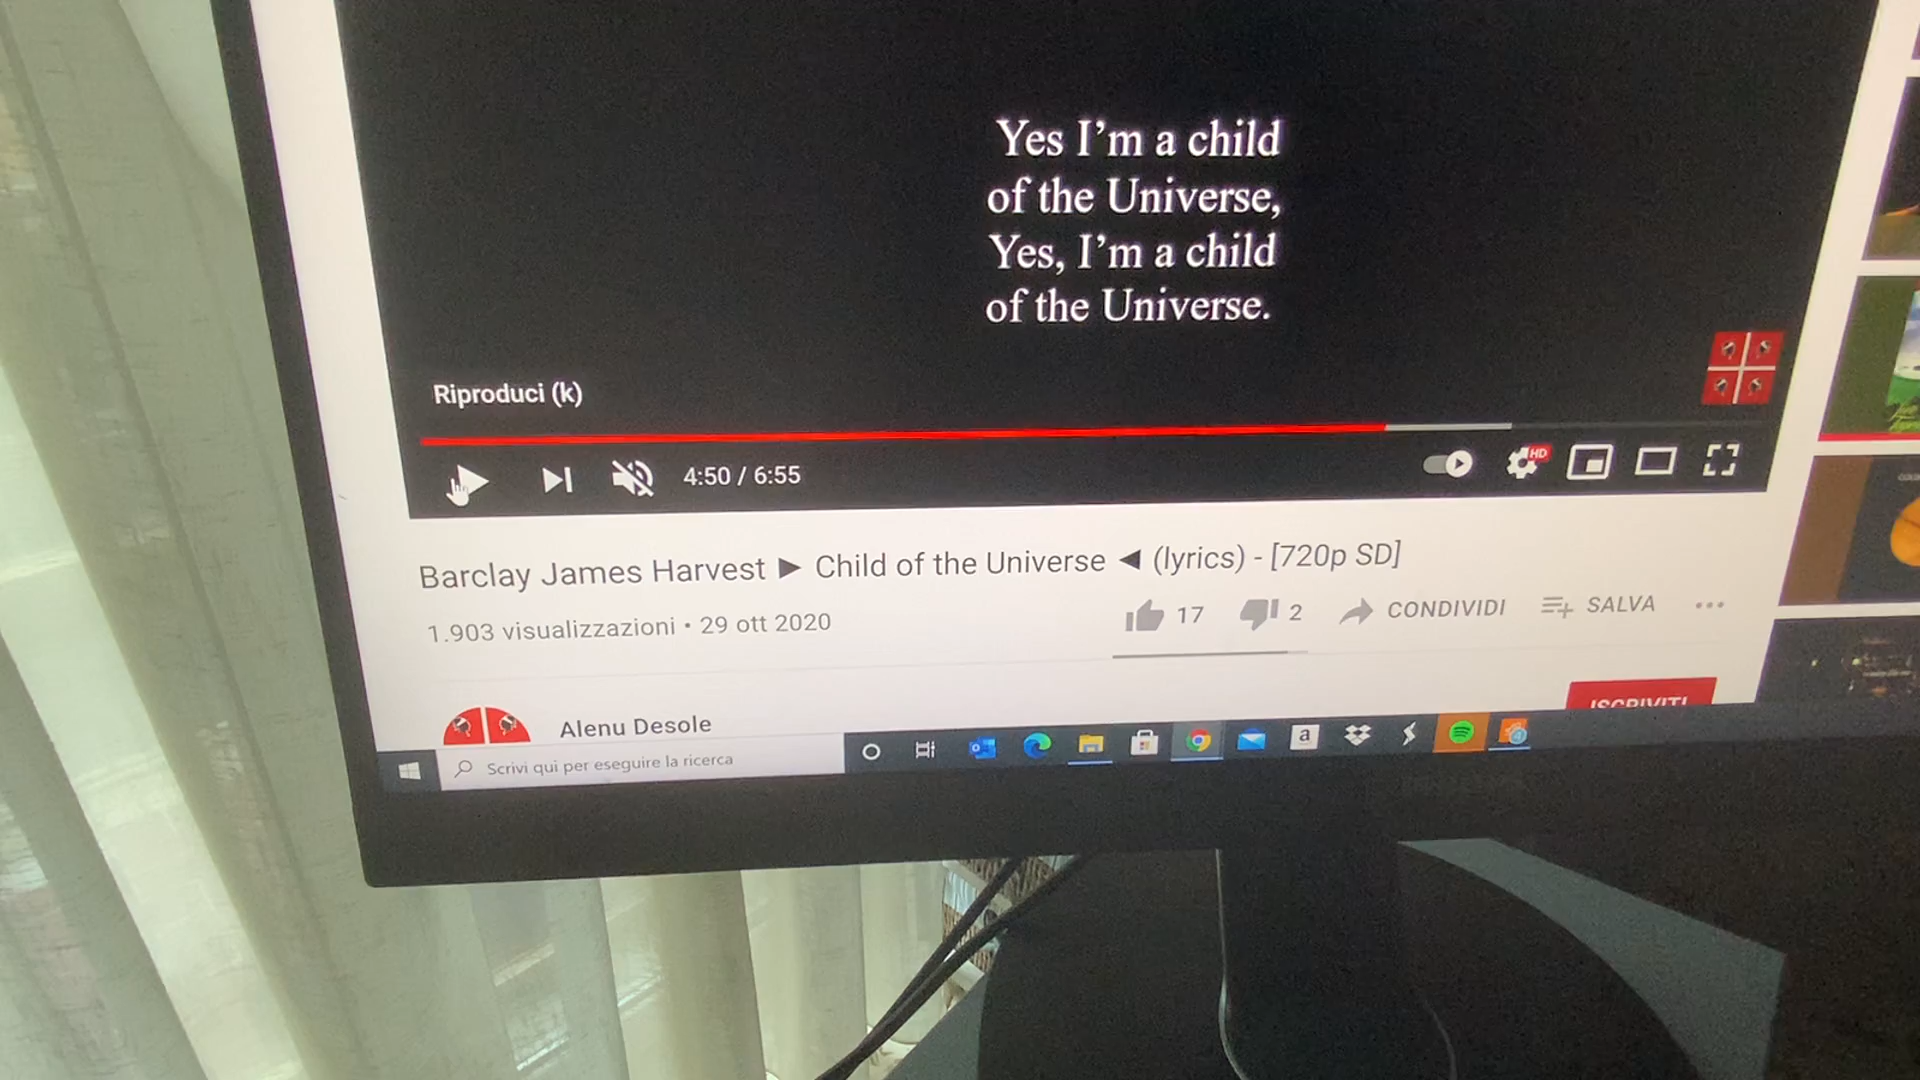 Yes I'm a child
of the Universe,
Yes, I'm a child
of the Universe.
Riproduci (k)
4:50 / 6:55
HD
Barclay James Harvest ► Child of the Universe ◄ (lyrics) - [720p SD]
1.903 visualizzazioni • 29 ott 2020
17
2
CONDIVIDI
SALVA
ISCRIVITI
Alenu Desole
Scrivi qui per eseguire la ricerca
a